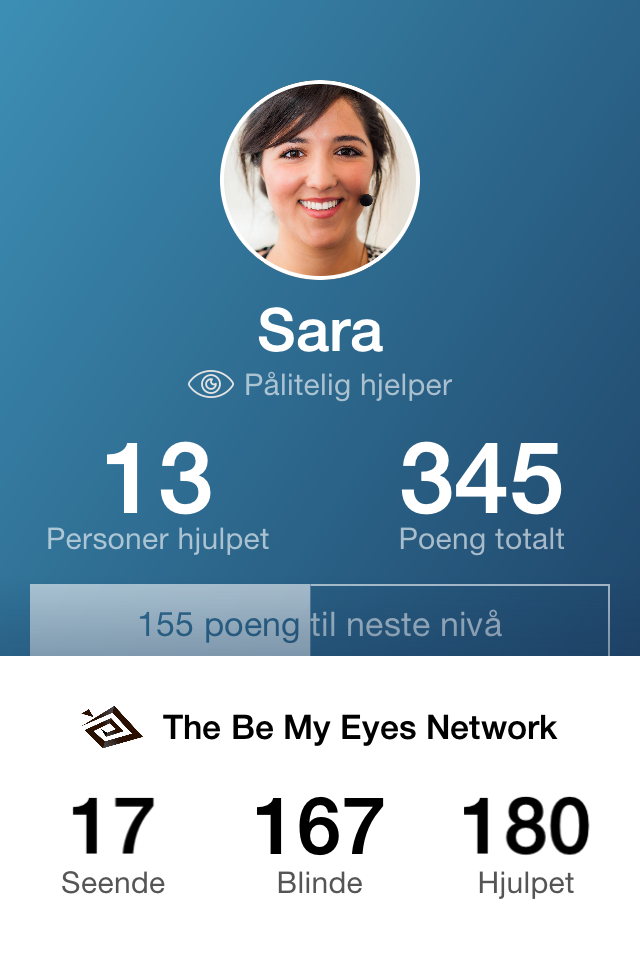 Sara
Pålitelig hjelper
13 345
Personer hjulpet Poeng totalt
155 poeng til neste nivå
The Be My Eyes Network
17 167 180
Seende Blinde Hjulpet